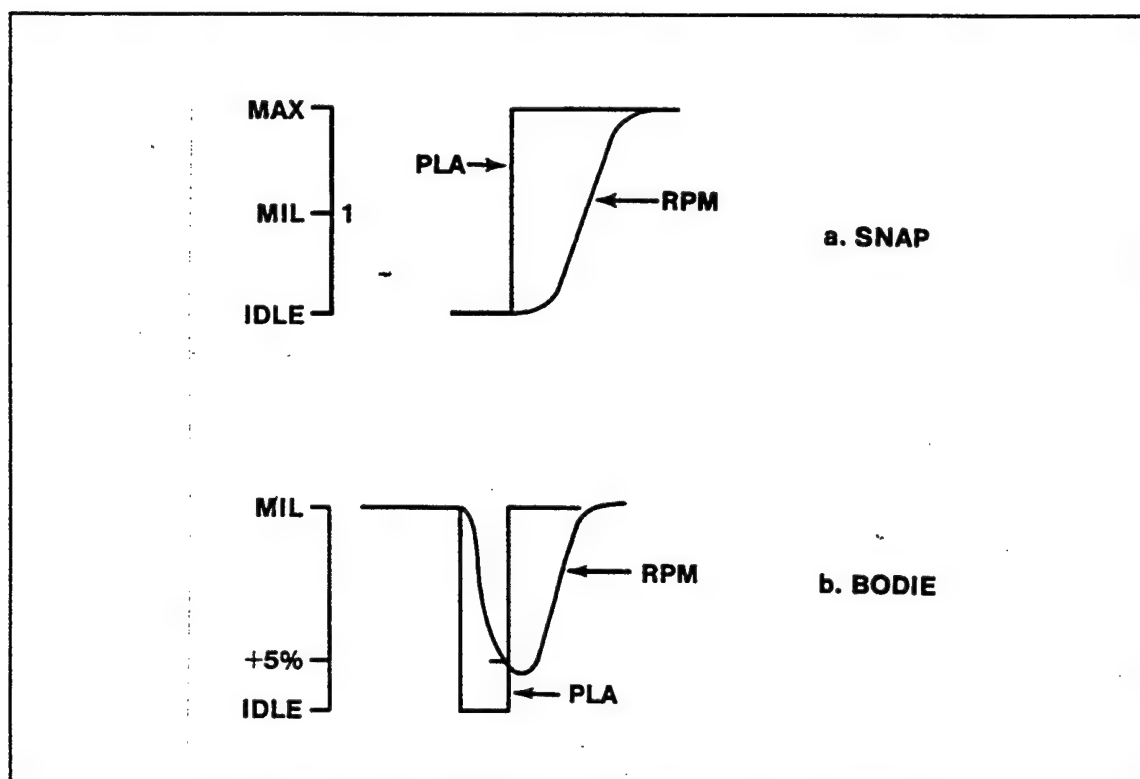 MAX
PLA
MIL 1
RPM
a. SNAP
IDLE
MIL
RPM
b. BODIE
+5%
PLA
IDLE